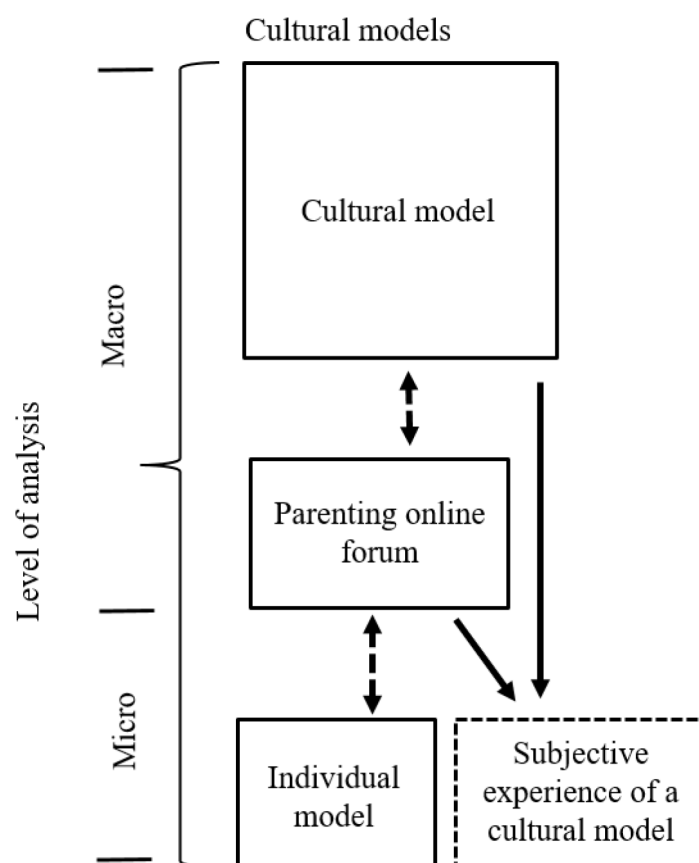 Cultural models
Cultural model
Macro
Level of analysis
Parenting online
forum
Micro
Individual
model
Subjective
experience of a
cultural model